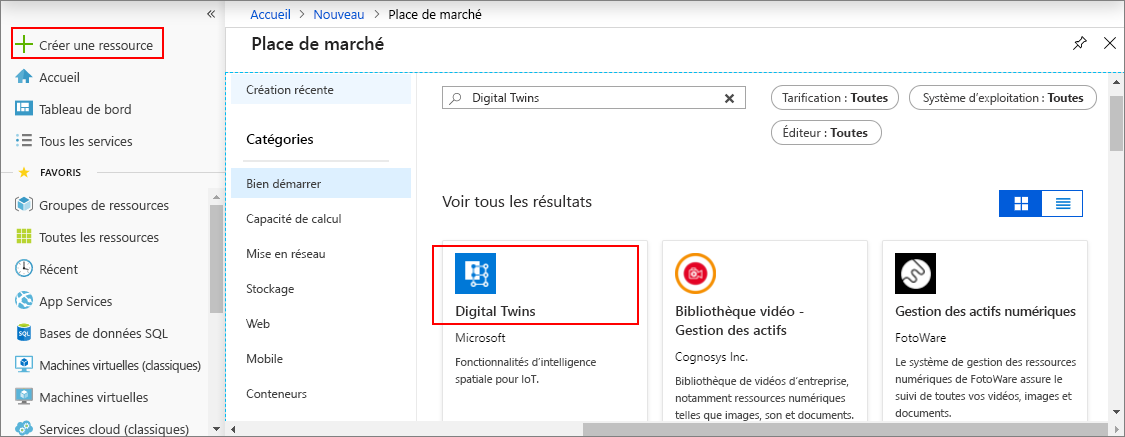 «
Créer une ressource
Accueil
Tableau de bord
Tous les services
FAVORIS
Groupes de ressources
Toutes les ressources
Récent
App Services
Bases de données SQL
Machines virtuelles (classiques)
Machines virtuelles
Services cloud (classiques)
Accueil > Nouveau > Place de marché
Place de marché
Création récente
Catégories
Bien démarrer
Capacité de calcul
Mise en réseau
Stockage
Web
Mobile
Conteneurs
Digital Twins
Tarification : Toutes
Système d'exploitation : Toutes
Éditeur : Toutes
Voir tous les résultats
Digital Twins
Microsoft
Fonctionnalités d'intelligence
spatiale pour IoT.
Bibliothèque vidéo -
Gestion des actifs
Cognosys Inc.
Bibliothèque de vidéos d'entreprise,
notamment ressources numériques
telles que images, son et documents.
Gestion des actifs numériques
FotoWare
Le système de gestion des ressources
numériques de FotoWare assure le
suivi de toutes vos vidéos, images et
documents.